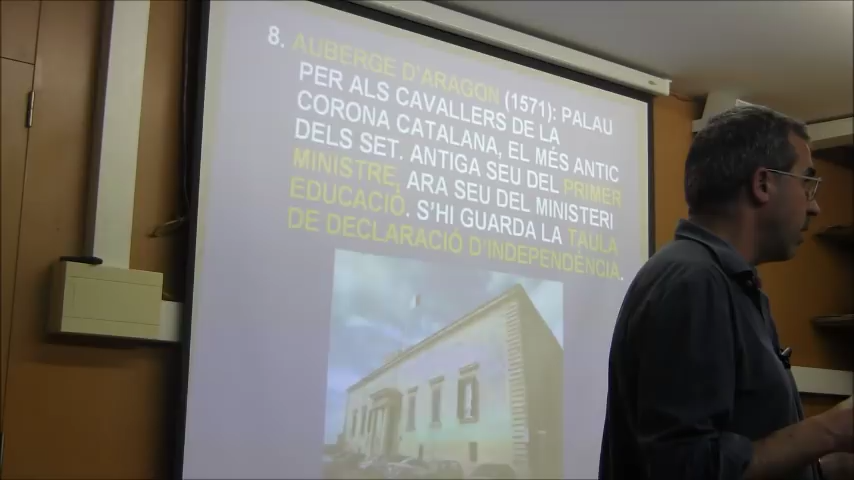 8. AUBERGE D'ARAGON (1571): PALAU
PER ALS CAVALLERS DE LA
CORONA CATALANA, EL MÉS ANTIC
DELS SET. ANTIGA SEU DEL PRIMER
MINISTRE, ARA SEU DEL MINISTERI
EDUCACIÓ. S'HI GUARDA LA TAULA
DE DECLARACIÓ D'INDEPENDÈNCIA.